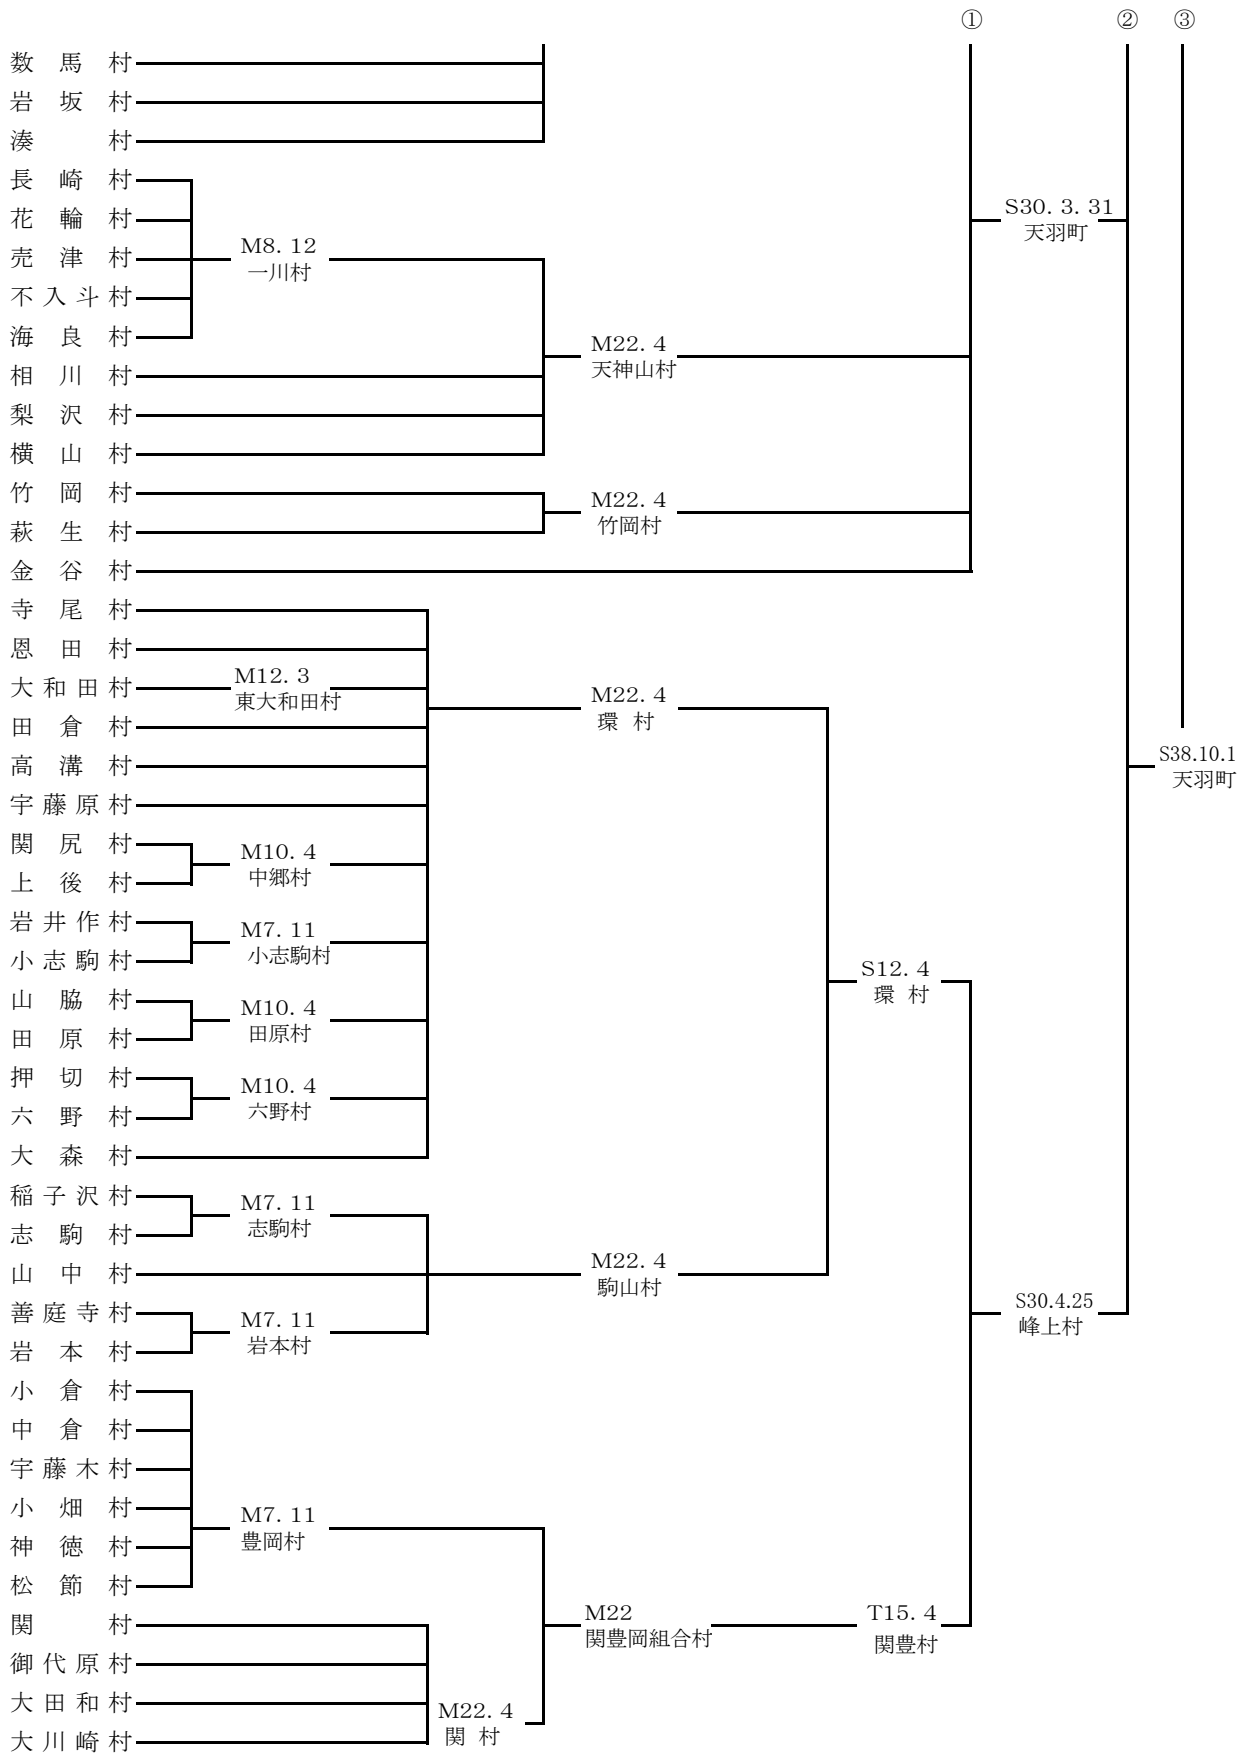 ① ② ③
数馬村
岩坂村
湊村
長崎村
花輪村
S30. 3. 31
天羽町
売津村
M8. 12
一川村
不入斗村
海良村
相川村
M22. 4
天神山村
梨沢村
横山村
竹岡村
萩生村
M22. 4
竹岡村
金谷村
寺尾村
恩田村
大和田村
M12. 3
東大和田村
田倉村
M22. 4
環村
高溝村
S38.10.1
天羽町
宇藤原村
関尻村
上後村
M10. 4
中郷村
岩井作村
小志駒村
M7. 11
小志駒村
山脇村
田原村
M10. 4
田原村
S12. 4
環村
押切村
六野村
M10. 4
六野村
大森村
稲子沢村
志駒村
M7. 11
志駒村
山中村
M22. 4
駒山村
善庭寺村
岩本村
M7. 11
岩本村
S30.4.25
峰上村
小倉村
中倉村
宇藤木村
小畑村
神徳村
松節村
M7. 11
豊岡村
関村
M22
関豊岡組合村
T15. 4
関豊村
御代原村
大田和村
大川崎村
M22. 4
関村